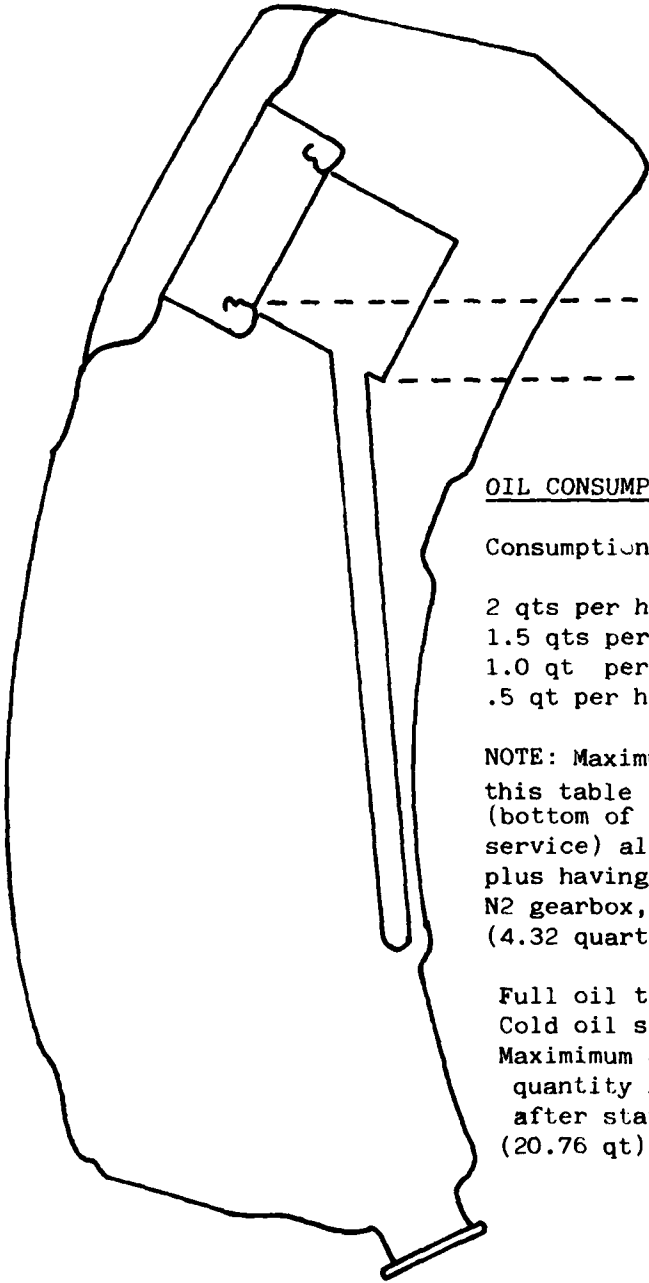 OIL CONSUMP
Consumption
2 qts per h
1.5 qts per
1.0 qt per
.5 qt per h
NOTE: Maxim
this table
(bottom of
service) al
plus having
N2 gearbox,
(4.32 quart
Full oil t
Cold oil s
Maximimum
quantity
after sta
(20.76 qt)